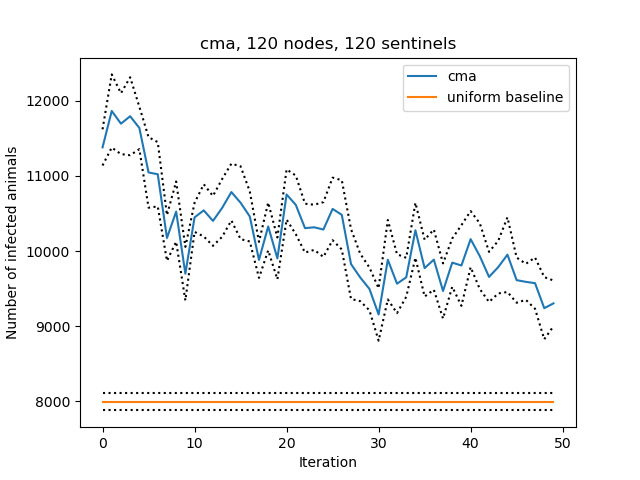 cma, 120 nodes, 120 sentinels
cma
uniform baseline
12000
11000
10000
9000
8000
Number of infected animals
0 10 20 30 40 50
Iteration